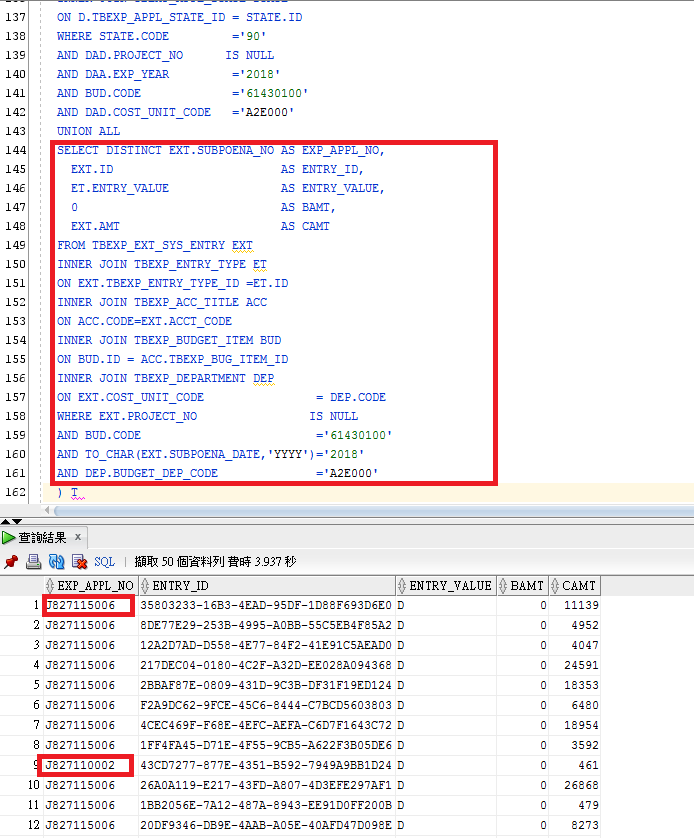 137 ON D.TBEXP_APPL_STATE_ID = STATE.ID
138 WHERE STATE.CODE ='90'
139 AND DAD.PROJECT_NO IS NULL
140 AND DAA.EXP_YEAR ='2018'
141 AND BUD.CODE ='61430100'
142 AND DAD.COST_UNIT_CODE ='A2E000'
143 UNION ALL
144 SELECT DISTINCT EXT.SUBPOENA_NO AS EXP_APPL_NO,
145 EXT.ID AS ENTRY_ID,
146 ET.ENTRY_VALUE AS ENTRY_VALUE,
147 0 AS BAMT,
148 EXT.AMT AS CAMT
149 FROM TBEXP_EXT_SYS_ENTRY EXT
150 INNER JOIN TBEXP_ENTRY_TYPE ET
151 ON EXT.TBEXP_ENTRY_TYPE_ID =ET.ID
152 INNER JOIN TBEXP_ACC_TITLE ACC
153 ON ACC.CODE=EXT.ACCT_CODE
154 INNER JOIN TBEXP_BUDGET_ITEM BUD
155 ON BUD.ID = ACC.TBEXP_BUG_ITEM_ID
156 INNER JOIN TBEXP_DEPARTMENT DEP
157 ON EXT.COST_UNIT_CODE = DEP.CODE
158 WHERE EXT.PROJECT_NO IS NULL
159 AND BUD.CODE ='61430100'
160 AND TO_CHAR(EXT.SUBPOENA_DATE,'YYYY')='2018'
161 AND DEP.BUDGET_DEP_CODE ='A2E000'
162 ) T
查詢結果 x
SQL | 擷取 50 個資料列 費時 3.937 秒
EXP_APPL_NO ENTRY_ID ENTRY_VALUE BAMT CAMT
1 J827115006 35803233-16B3-4EAD-95DF-1D88F693D6E0 D 0 11139
2 J827115006 8DE77E29-253B-4995-A0BB-55C5EB4F85A2 D 0 4952
3 J827115006 12A2D7AD-D558-4E77-84F2-41E91C5AEAD0 D 0 4047
4 J827115006 217DEC04-0180-4C2F-A32D-EE028A094368 D 0 24591
5 J827115006 2BBAF87E-0809-431D-9C3B-DF31F19ED124 D 0 18353
6 J827115006 F2A9DC62-9FCE-45C6-8444-C7BCD5603803 D 0 6480
7 J827115006 4CEC469F-F68E-4EFC-AEFA-C6D7F1643C72 D 0 18954
8 J827115006 1FF4FA45-D71E-4F55-9CB5-A622F3B05DE6 D 0 3592
9 J827110002 43CD7277-877E-4351-B592-7949A9BB1D24 D 0 461
10 J827115006 26A0A119-E217-43FD-A807-4D3EFE297AF1 D 0 26868
11 J827115006 1BB2056E-7A12-487A-8943-EE91D0FF200B D 0 479
12 J827115006 20DF9346-DB9E-4AAB-A05E-40AFD47D098E D 0 8273